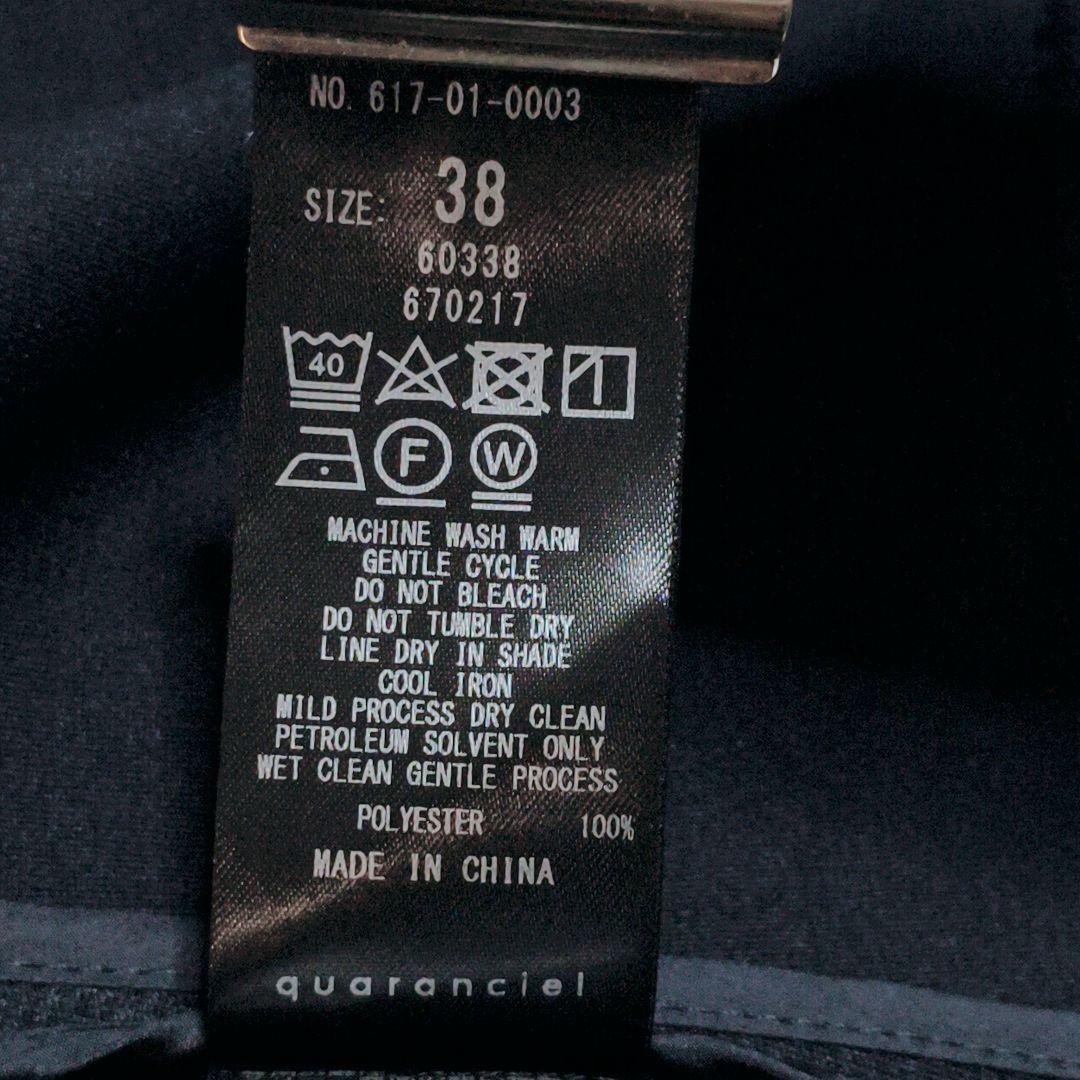 NO. 617-01-0003
SIZE: 38
60338
670217
40
F W
MACHINE WASH WARM
GENTLE CYCLE
DO NOT BLEACH
DO NOT TUMBLE DRY
LINE DRY IN SHADE
COOL IRON
MILD PROCESS DRY CLEAN
PETROLEUM SOLVENT ONLY
WET CLEAN GENTLE PROCESS
POLYESTER 100%
MADE IN CHINA
quaranciel